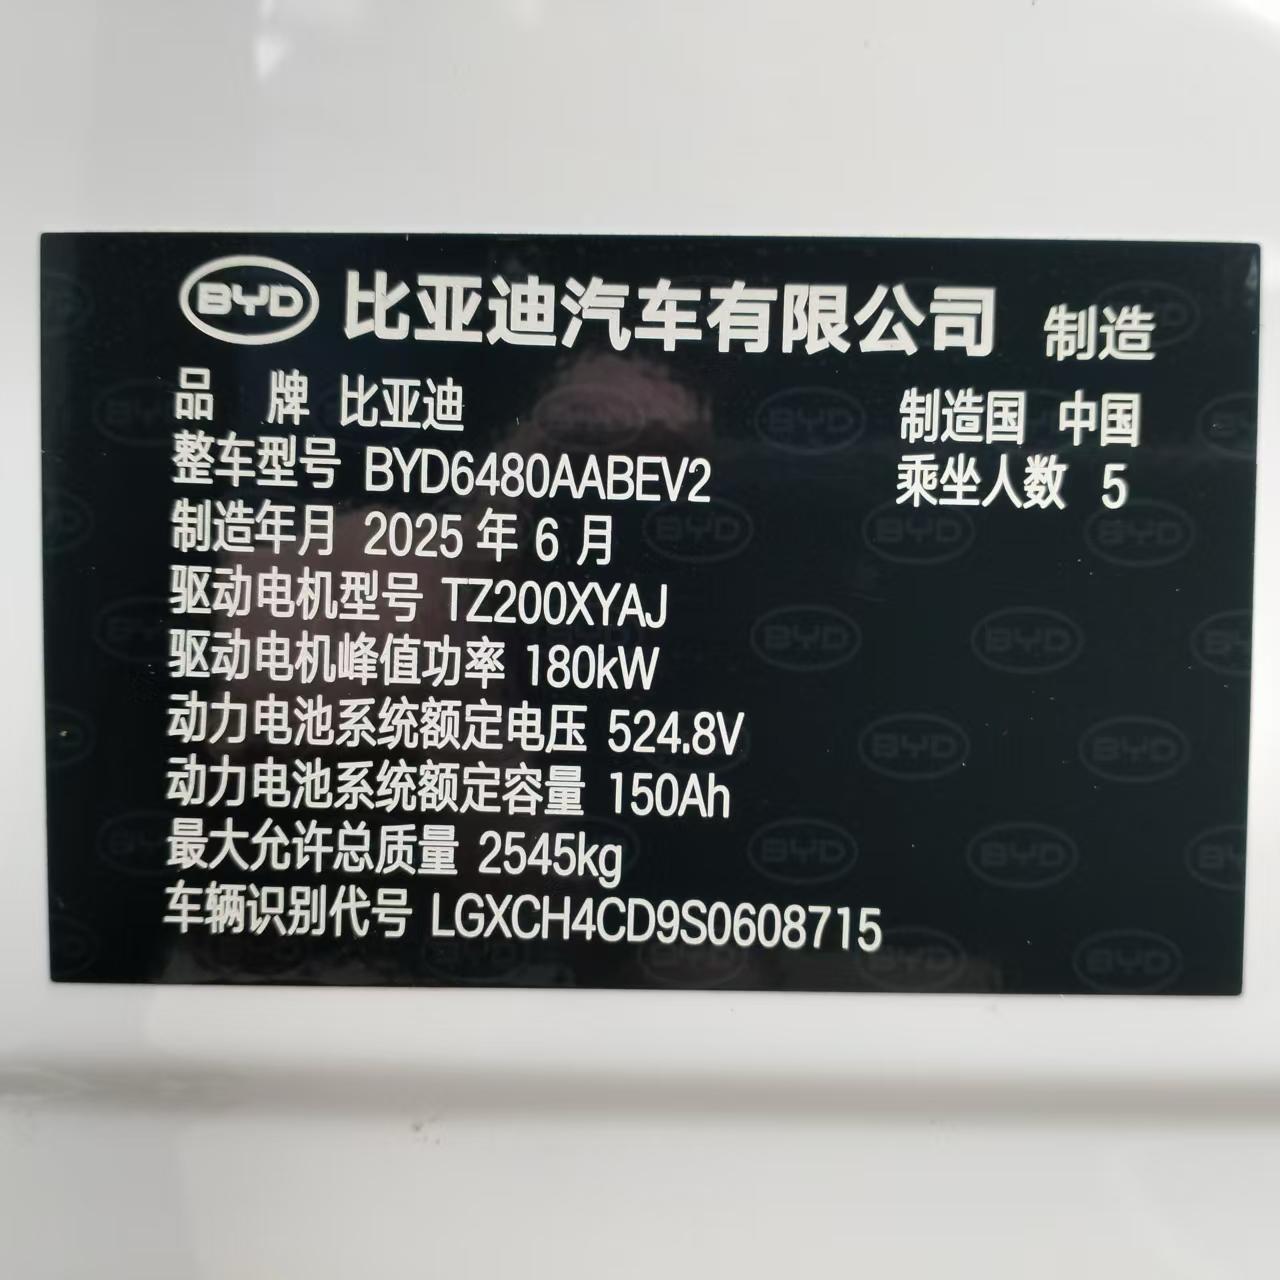 BYD 比亚迪汽车有限公司 制造
品 牌 比亚迪 制造国 中国
整车型号 BYD6480AABEV2 乘坐人数 5
制造年月 2025 年 6 月
驱动电机型号 TZ200XYAJ
驱动电机峰值功率 180kW
动力电池系统额定电压 524.8V
动力电池系统额定容量 150Ah
最大允许总质量 2545kg
车辆识别代号 LGXCH4CD9S0608715